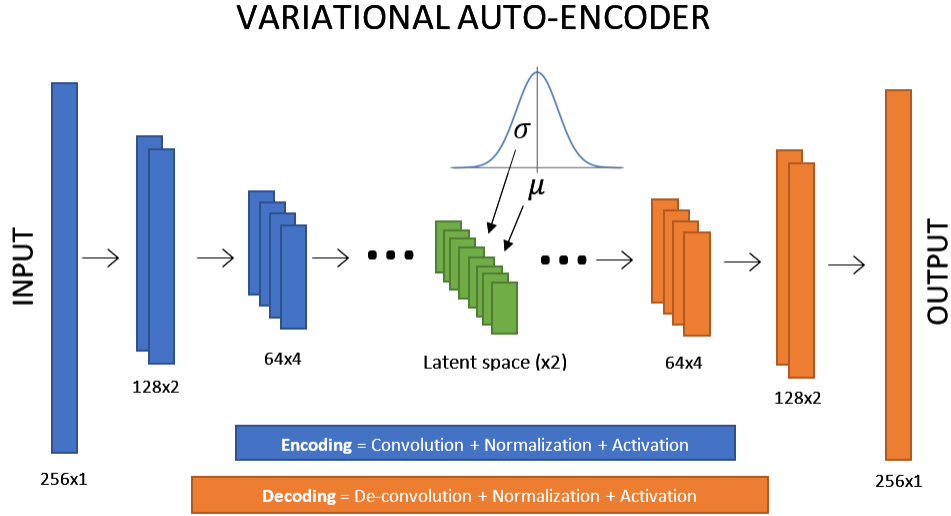 VARIATIONAL AUTO-ENCODER
σ
μ
INPUT
OUTPUT
64x4
Latent space (x2)
64x4
128x2
128x2
256x1
256x1
Encoding = Convolution + Normalization + Activation
Decoding = De-convolution + Normalization + Activation